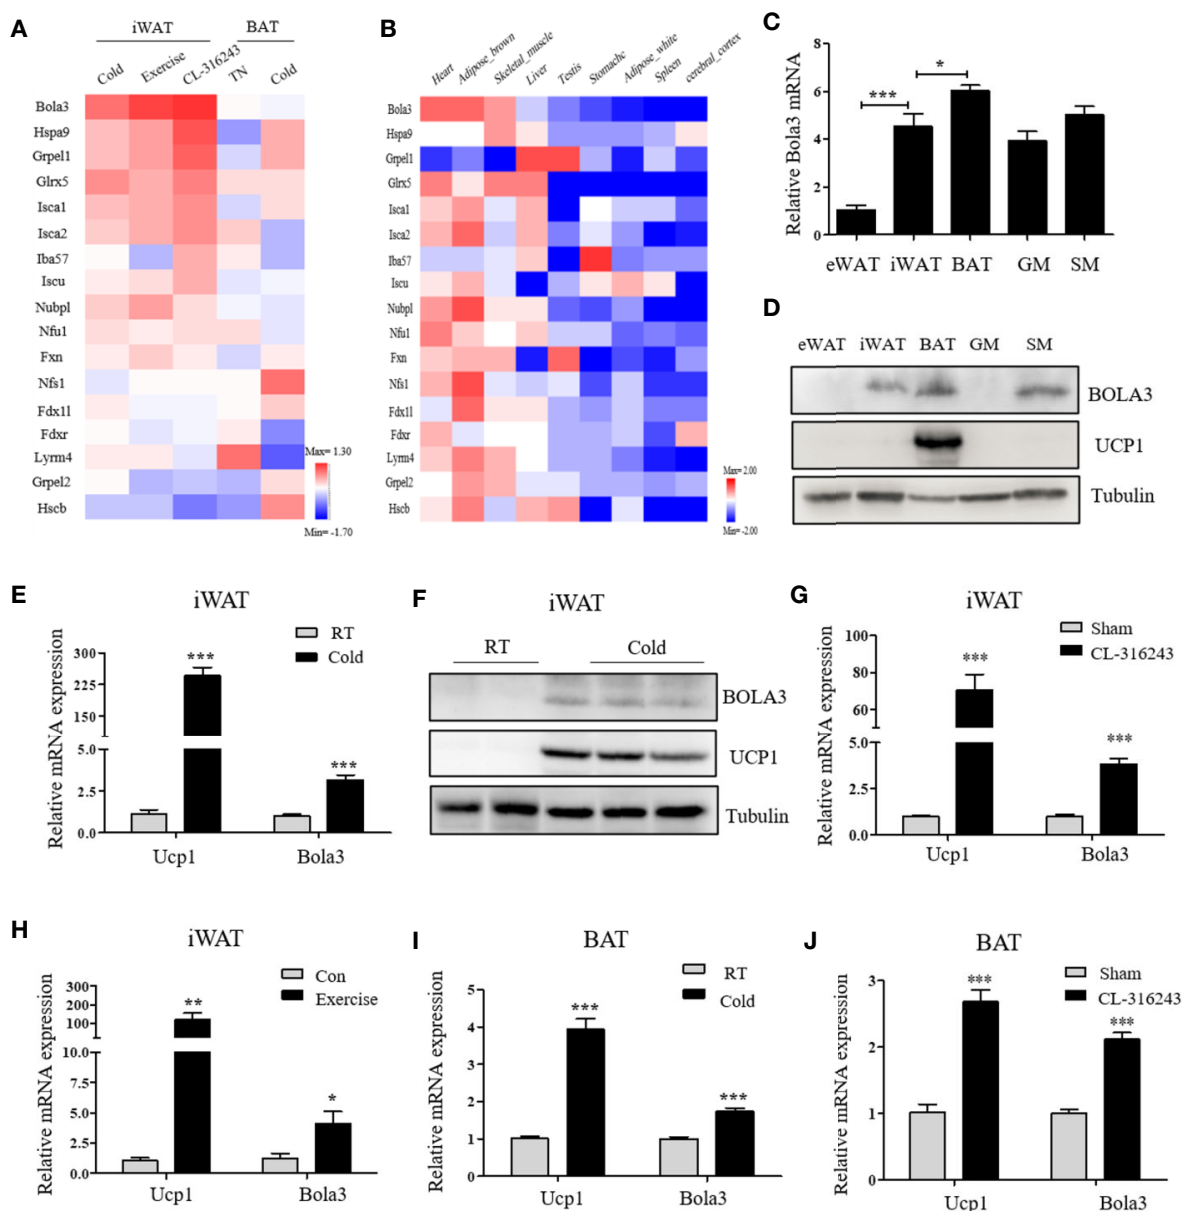 A
iWAT BAT
Cold Exercise CL-316243 TN Cold
Bola3
Hspa9
Grpel1
Glrx5
Isca1
Isca2
Iba57
Iscu
Nubpl
Nfu1
Fxn
Nfs1
Fdx1l
Fdxr
Lyrm4
Grpel2
Hscb
Max= 1.30
Min= -1.70
B
Heart Adipose_brown Skeletal_muscle Liver Testis Stomachc Adipose_white Spleen cerebral_cortex
Bola3
Hspa9
Grpel1
Glrx5
Isca1
Isca2
Iba57
Iscu
Nubpl
Nfu1
Fxn
Nfs1
Fdx1l
Fdxr
Lyrm4
Grpel2
Hscb
Max= 2.00
Min= -2.00
C
Relative Bola3 mRNA
8
6
4
2
0
***
*
eWAT iWAT BAT GM SM
D
eWAT iWAT BAT GM SM
BOLA3
UCP1
Tubulin
E
iWAT
RT
Cold
Relative mRNA expression
300
225
150
5.0
2.5
0.0
***
***
Ucp1 Bola3
F
iWAT
RT Cold
BOLA3
UCP1
Tubulin
G
iWAT
Sham
CL-316243
Relative mRNA expression
100
80
60
5.0
2.5
0.0
***
***
Ucp1 Bola3
H
iWAT
Con
Exercise
Relative mRNA expression
300
200
100
10.0
7.5
5.0
2.5
0.0
**
*
Ucp1 Bola3
I
BAT
RT
Cold
Relative mRNA expression
5
4
3
2
1
0
***
***
Ucp1 Bola3
J
BAT
Sham
CL-316243
Relative mRNA expression
3
2
1
0
***
***
Ucp1 Bola3